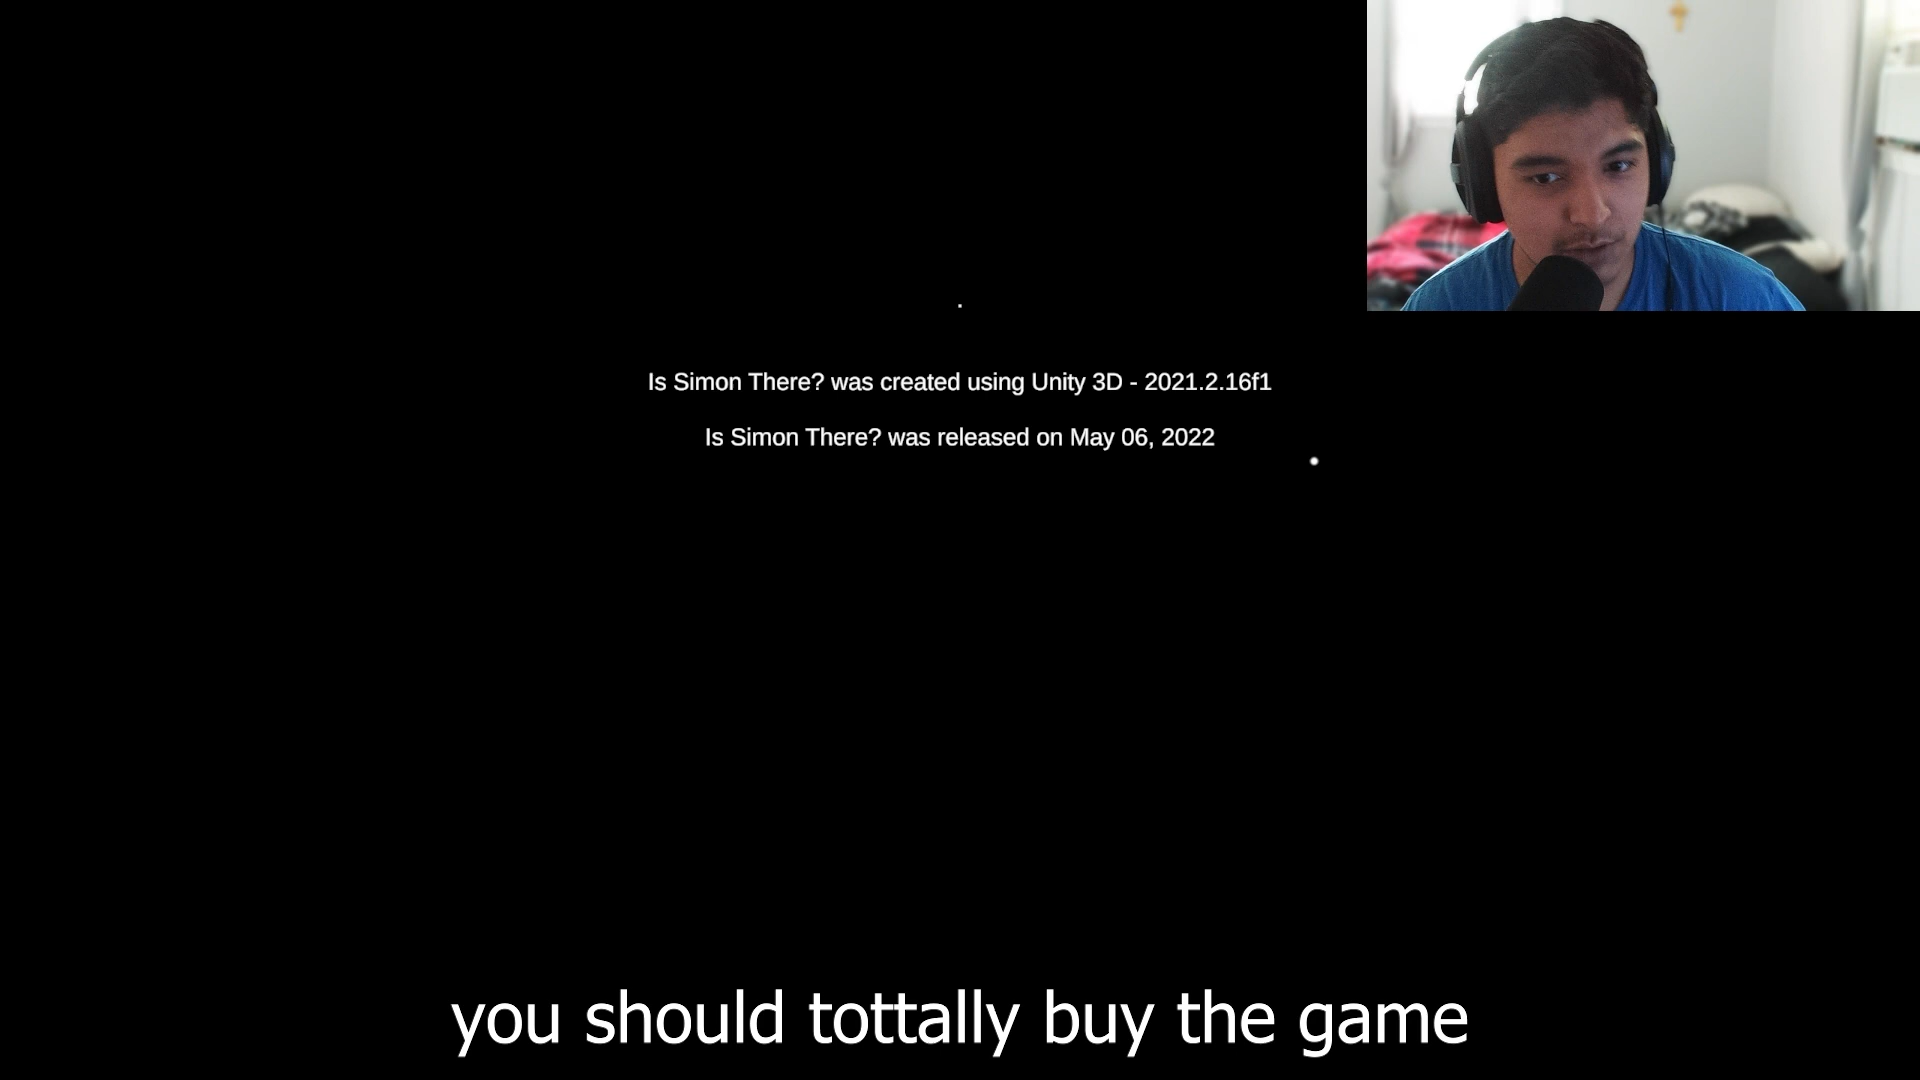 Is Simon There? was created using Unity 3D - 2021.2.16f1
Is Simon There? was released on May 06, 2022
you should tottally buy the game